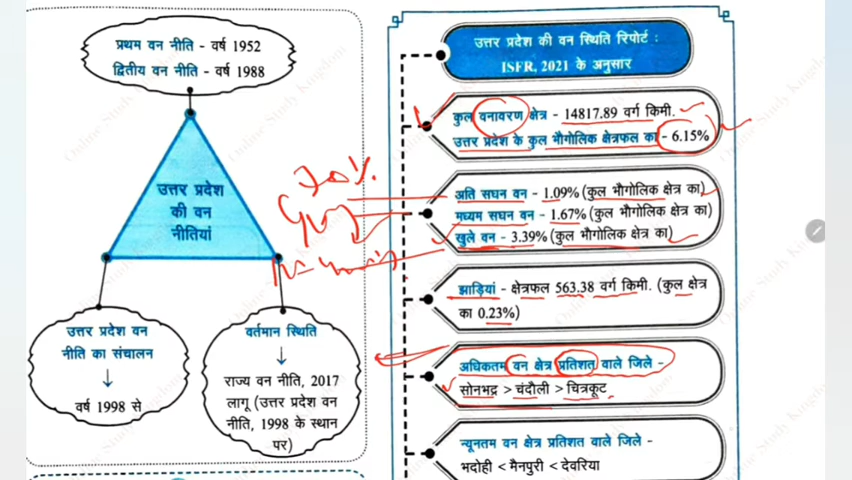 प्रथम वन नीति - वर्ष 1952
द्वितीय वन नीति - वर्ष 1988
उत्तर प्रदेश
की वन
नीतियां
उत्तर प्रदेश वन
नीति का संचालन
वर्ष 1998 से
वर्तमान स्थिति
राज्य वन नीति, 2017
लागू (उत्तर प्रदेश वन
नीति, 1998 के स्थान
पर)
उत्तर प्रदेश की वन स्थिति रिपोर्ट :
ISFR, 2021 के अनुसार
कुल वनावरण क्षेत्र - 14817.89 वर्ग किमी.
उत्तर प्रदेश के कुल भौगोलिक क्षेत्रफल का - 6.15%
अति सघन वन - 1.09% (कुल भौगोलिक क्षेत्र का)
मध्यम सघन वन - 1.67% (कुल भौगोलिक क्षेत्र का)
खुले वन - 3.39% (कुल भौगोलिक क्षेत्र का)
झाड़ियां - क्षेत्रफल 563.38 वर्ग किमी. (कुल क्षेत्र
का 0.23%)
अधिकतम वन क्षेत्र प्रतिशत वाले जिले -
सोनभद्र > चंदौली > चित्रकूट
न्यूनतम वन क्षेत्र प्रतिशत वाले जिले -
भदोही < मैनपुरी < देवरिया
70%
Online Study Kingdom